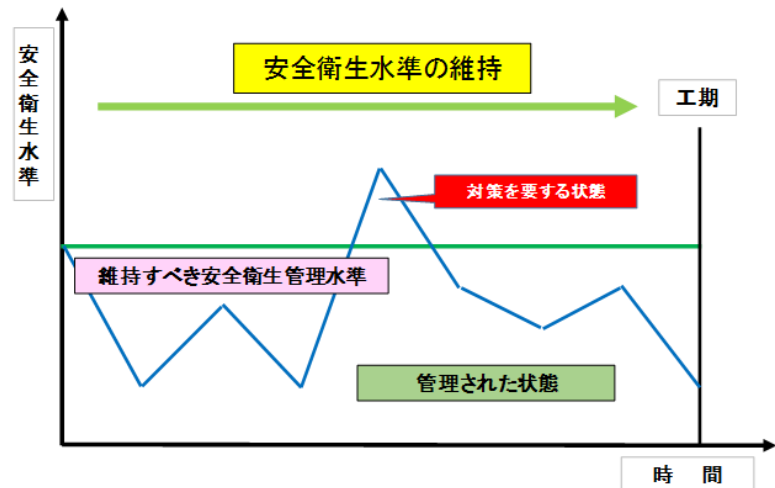 安全衛生水準
安全衛生水準の維持
工期
対策を要する状態
維持すべき安全衛生管理水準
管理された状態
時　間